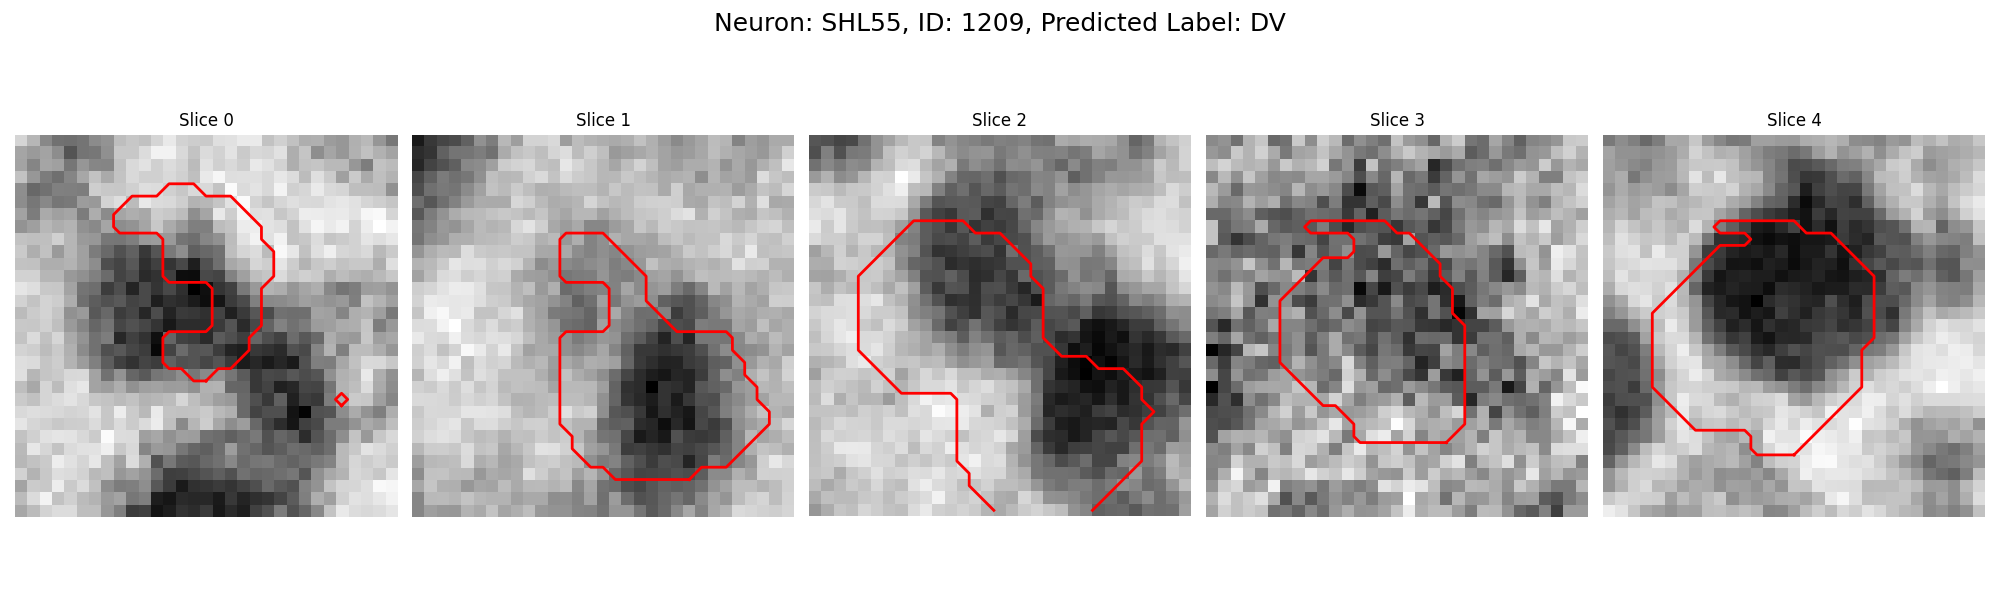 Neuron: SHL55, ID: 1209, Predicted Label: DV
Slice 0
Slice 1
Slice 2
Slice 3
Slice 4